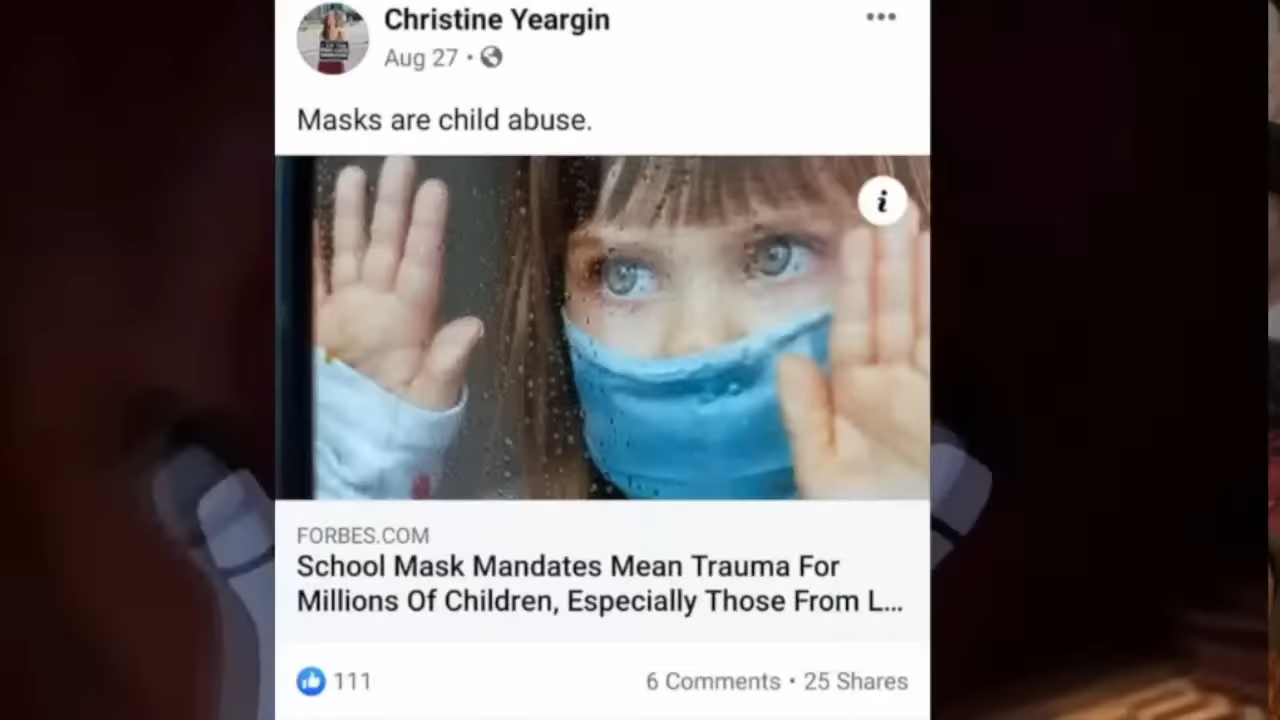 Christine Yeargin
Aug 27 •
Masks are child abuse.
i
FORBES.COM
School Mask Mandates Mean Trauma For
Millions Of Children, Especially Those From L...
111
6 Comments • 25 Shares